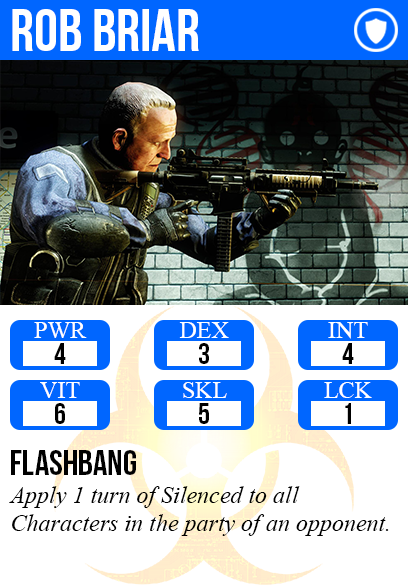 ROB BRIAR
e
PWR DEX INT
4 3 4
VIT SKL LCK
6 5 1
FLASHBANG
Apply 1 turn of Silenced to all
Characters in the party of an opponent.